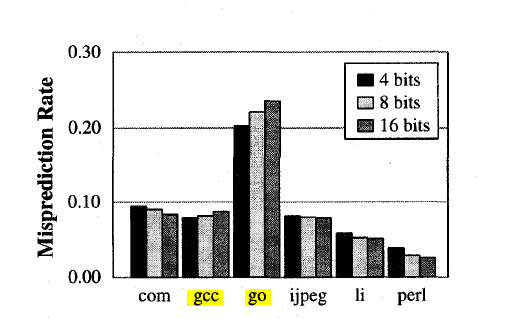 0.30
0.20
0.10
0.00
Misprediction Rate
4 bits
8 bits
16 bits
com gcc go ijpeg li perl